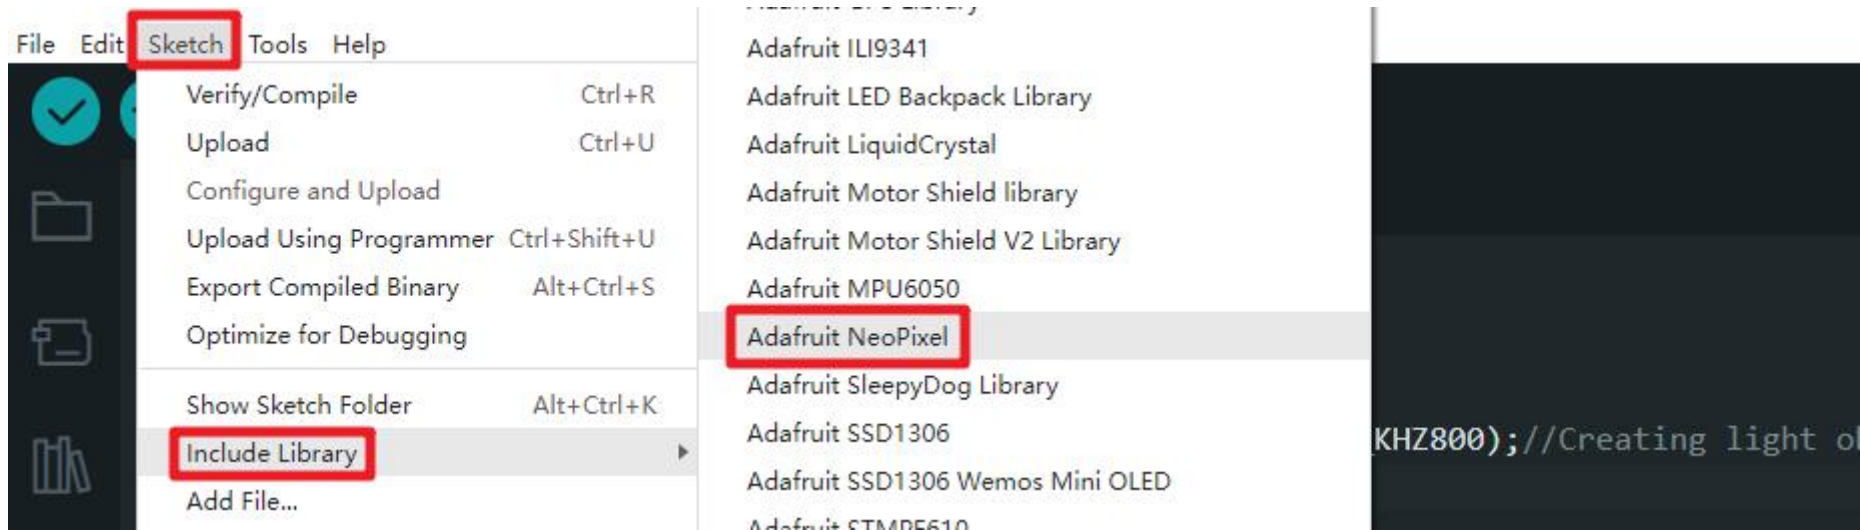 File Edit Sketch Tools Help
Verify/Compile Ctrl+R
Upload Ctrl+U
Configure and Upload
Upload Using Programmer Ctrl+Shift+U
Export Compiled Binary Alt+Ctrl+S
Optimize for Debugging
Show Sketch Folder Alt+Ctrl+K
Include Library
Add File...
Adafruit ILI9341
Adafruit LED Backpack Library
Adafruit LiquidCrystal
Adafruit Motor Shield library
Adafruit Motor Shield V2 Library
Adafruit MPU6050
Adafruit NeoPixel
Adafruit SleepyDog Library
Adafruit SSD1306
Adafruit SSD1306 Wemos Mini OLED
Adafruit STMPE610
KHZ800);//Creating light